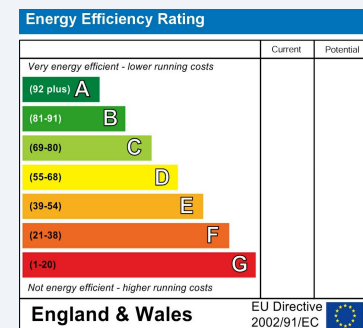 Energy Efficiency Rating
Current Potential
Very energy efficient - lower running costs
(92 plus) A
(81-91) B
(69-80) C
(55-68) D
(39-54) E
(21-38) F
(1-20) G
Not energy efficient - higher running costs
England & Wales
EU Directive
2002/91/EC